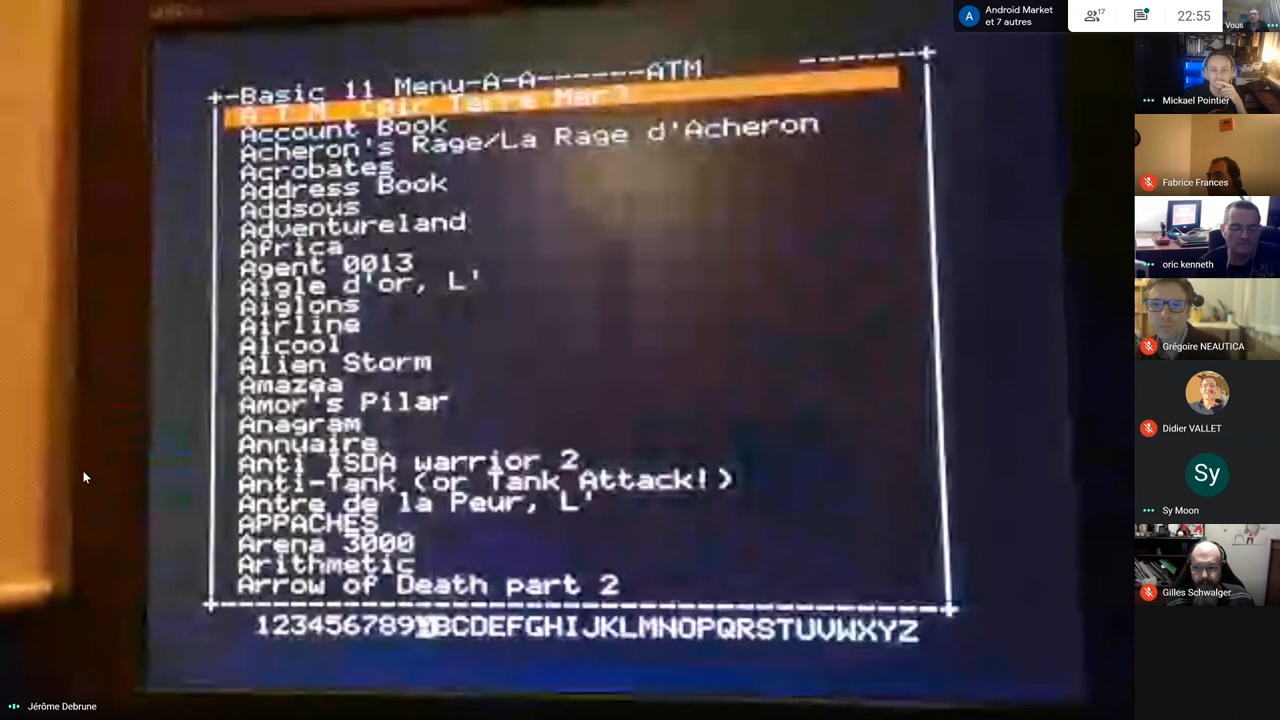 Android Market
et 7 autres
A
17
22:55
Vous
+-Basic 11 Menu-A-A------ATM ------+
A.T.M. (Air Terre Mer)
Account Book
Acheron's Rage/La Rage d'Acheron
Acrobates
Address Book
Addsous
Adventureland
Africa
Agent 0013
Aigle d'or, L'
Aiglons
Airline
Alcool
Alien Storm
Amazea
Amor's Pilar
Anagram
Annuaire
Anti ISDA warrior 2
Anti-Tank (or Tank Attack!)
Antre de la Peur, L'
APPACHES
Arena 3000
Arithmetic
Arrow of Death part 2
BCDEFGHIJKLMNOPQRSTUVWXYZ
Mickael Pointier
Fabrice Frances
oric kenneth
Grégoire NEAUTICA
Didier VALLET
Sy
Sy Moon
Gilles Schwalger
Jérôme Debrune